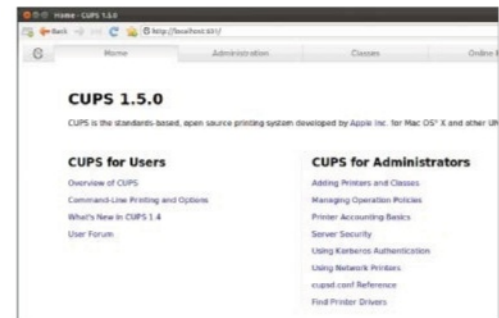 Home - CUPS 1.5.0
Back
http://localhost:631/
Home Administration Classes Online
CUPS 1.5.0
CUPS is the standards-based, open source printing system developed by Apple Inc. for Mac OS® X and other UN
CUPS for Users
Overview of CUPS
Command-Line Printing and Options
What's New in CUPS 1.4
User Forum
CUPS for Administrators
Adding Printers and Classes
Managing Operation Policies
Printer Accounting Basics
Server Security
Using Kerberos Authentication
Using Network Printers
cupsd.conf Reference
Find Printer Drivers